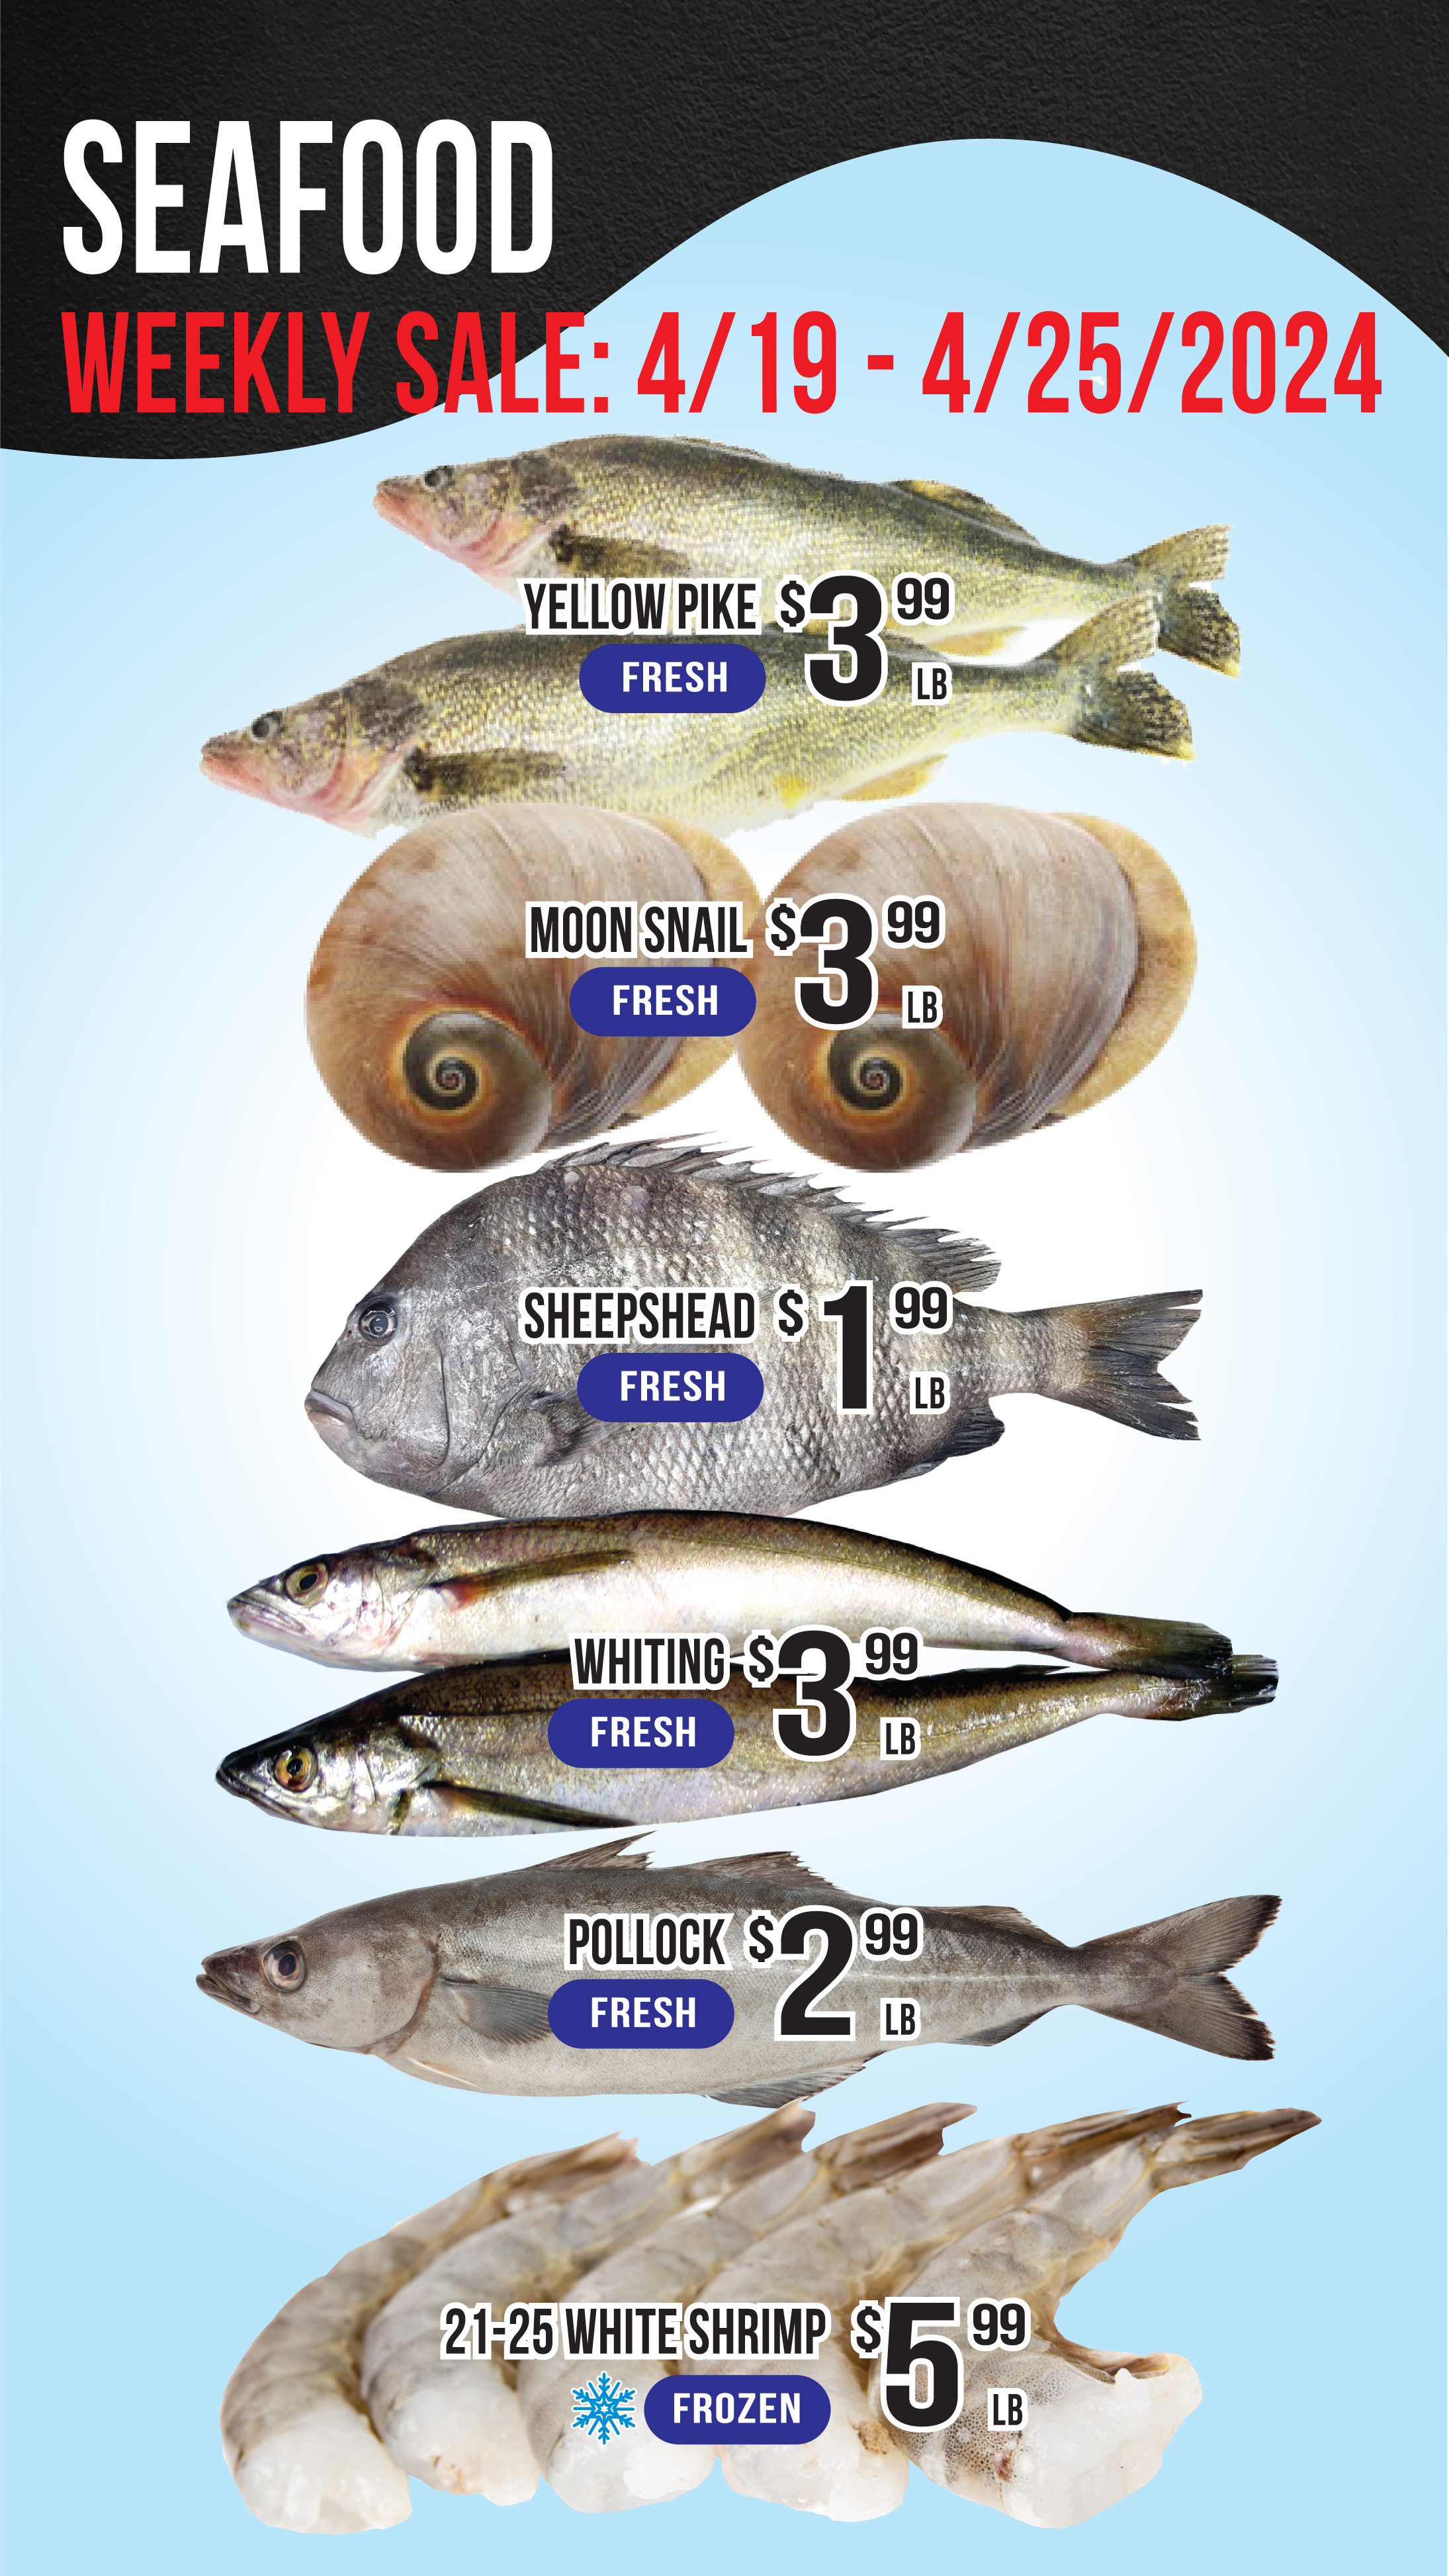 SEAFOOD
WEEKLY SALE: 4/19 - 4/25/2024
YELLOW PIKE $3 99
FRESH LB
MOON SNAIL $3 99
FRESH LB
SHEEPSHEAD $1 99
FRESH LB
WHITING $3 99
FRESH LB
POLLOCK $2 99
FRESH LB
21-25 WHITE SHRIMP $5 99
FROZEN LB